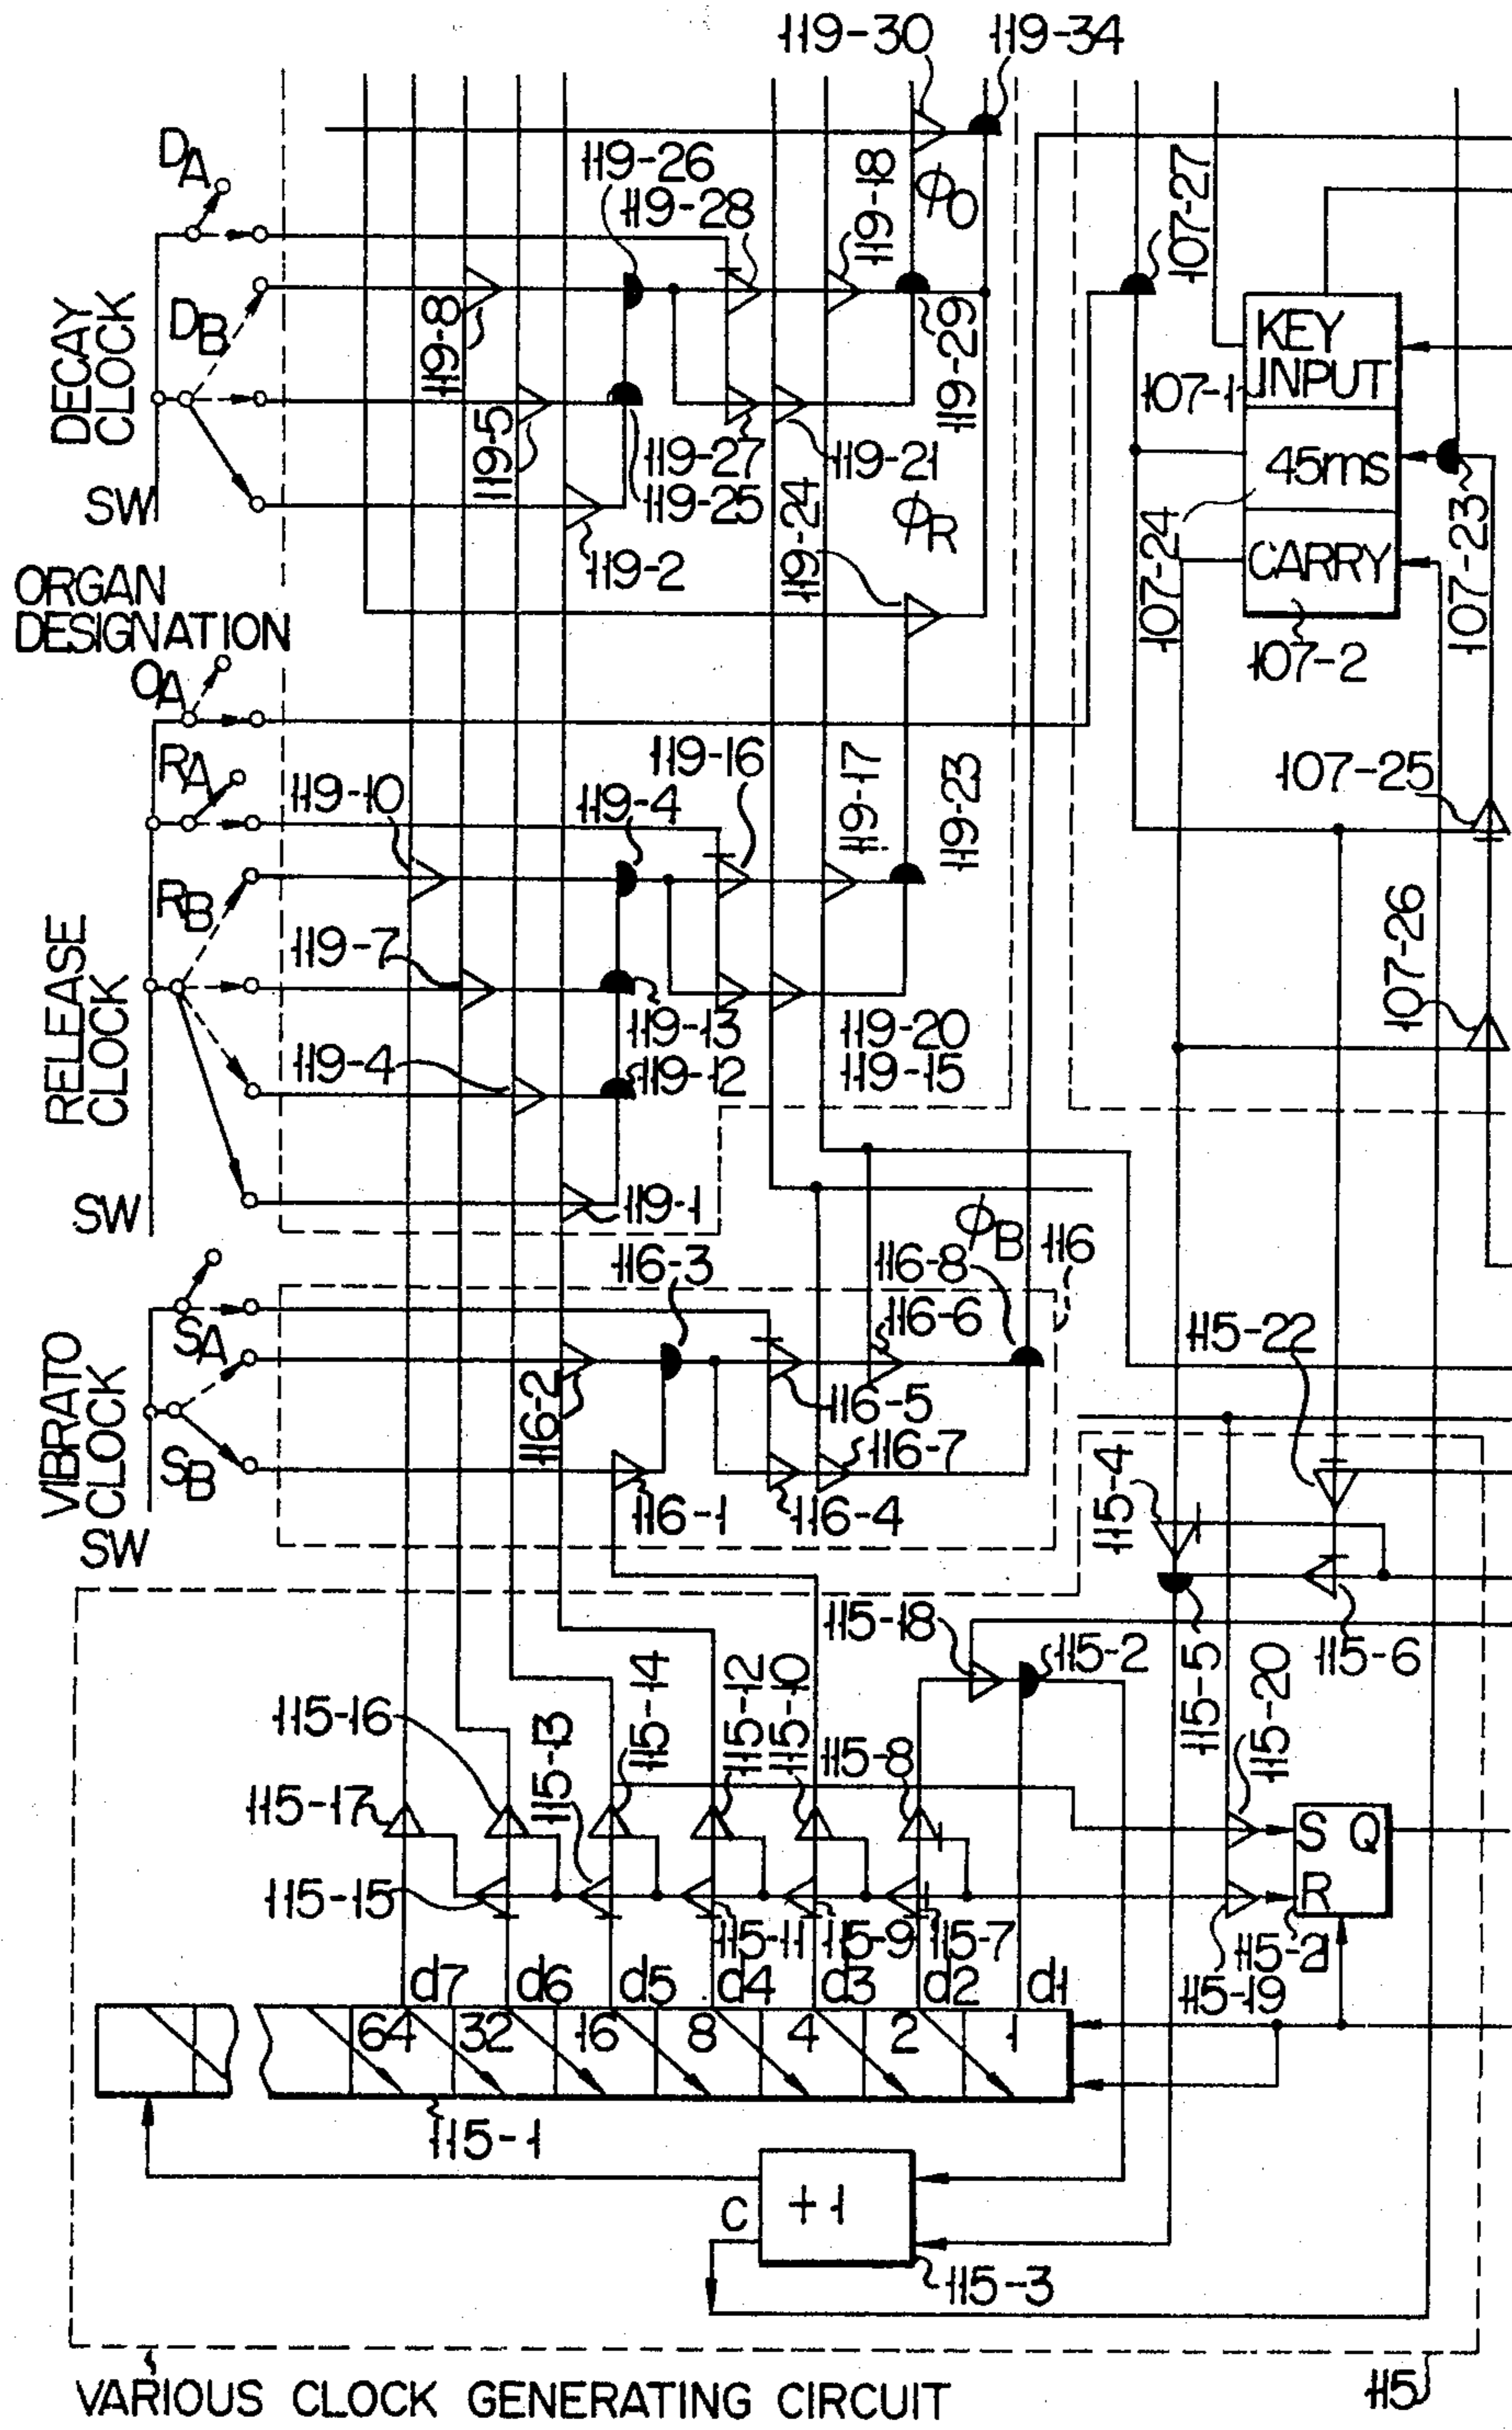 119-30
119-34
DA
119-26
119-28
119-18
φO
107-27
DECAY
CLOCK
DB
119-8
119-29
KEY
INPUT
107-1
119-5
119-27
119-21
45ms
119-25
119-24
φR
SW
107-24
107-23
119-2
CARRY
ORGAN
DESIGNATION
107-2
OA
RA
119-16
119-17
119-23
107-25
119-10
119-4
RB
107-26
119-7
RELEASE
CLOCK
119-13
119-20
119-4
119-12
119-15
SW
119-1
φB
116
116-3
116-8
116-6
SA
115-22
VIBRATO
CLOCK
116-2
116-5
SB
116-7
115-4
116-1
116-4
SW
115-18
115-2
115-5
115-6
115-16
115-13
115-14
115-12
115-10
115-8
115-20
115-17
S Q
R
115-15
115-11
115-9
115-7
115-21
115-19
d7
d6
d5
d4
d3
d2
d1
64
32
16
8
4
2
1
115-1
C
+1
115-3
VARIOUS CLOCK GENERATING CIRCUIT
115